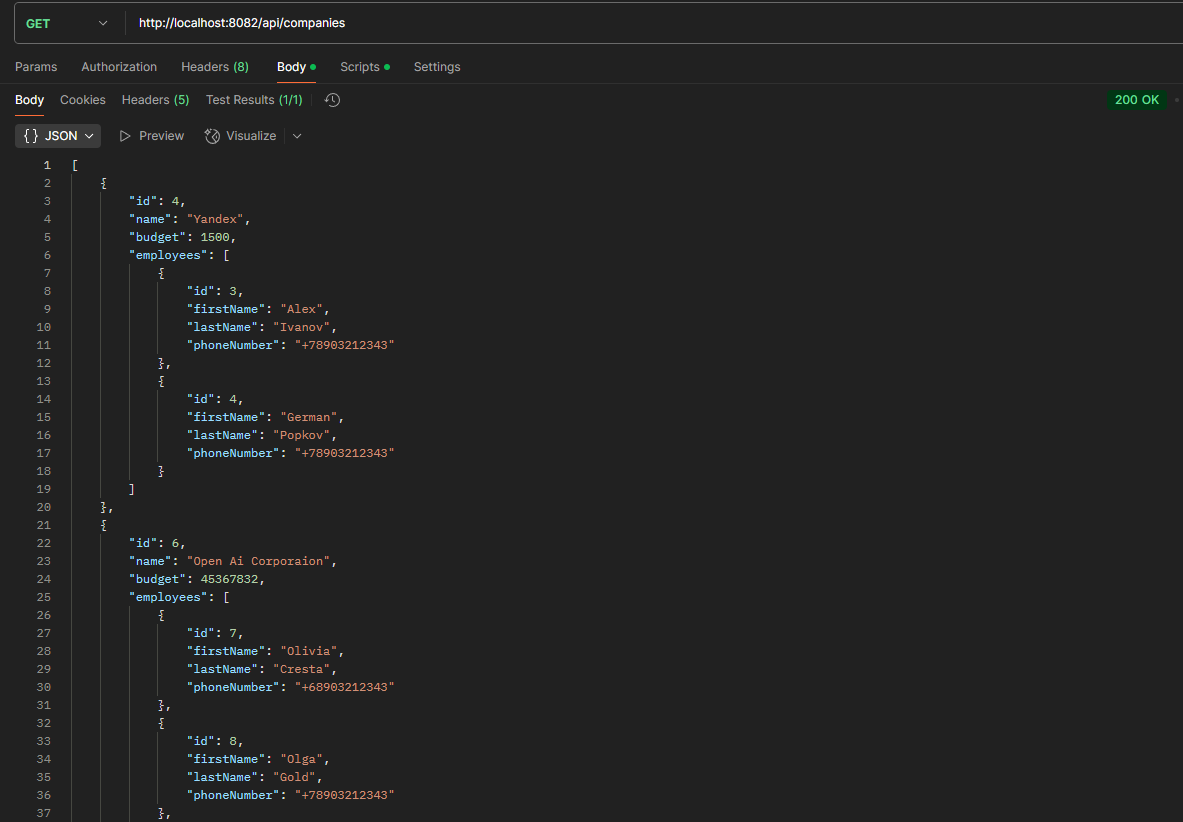 GET http://localhost:8082/api/companies
Params Authorization Headers (8) Body Scripts Settings
Body Cookies Headers (5) Test Results (1/1) 200 OK
{} JSON Preview Visualize
1 [
2 {
3 "id": 4,
4 "name": "Yandex",
5 "budget": 1500,
6 "employees": [
7 {
8 "id": 3,
9 "firstName": "Alex",
10 "lastName": "Ivanov",
11 "phoneNumber": "+78903212343"
12 },
13 {
14 "id": 4,
15 "firstName": "German",
16 "lastName": "Popkov",
17 "phoneNumber": "+78903212343"
18 }
19 ]
20 },
21 {
22 "id": 6,
23 "name": "Open Ai Corporaion",
24 "budget": 45367832,
25 "employees": [
26 {
27 "id": 7,
28 "firstName": "Olivia",
29 "lastName": "Cresta",
30 "phoneNumber": "+68903212343"
31 },
32 {
33 "id": 8,
34 "firstName": "Olga",
35 "lastName": "Gold",
36 "phoneNumber": "+78903212343"
37 },